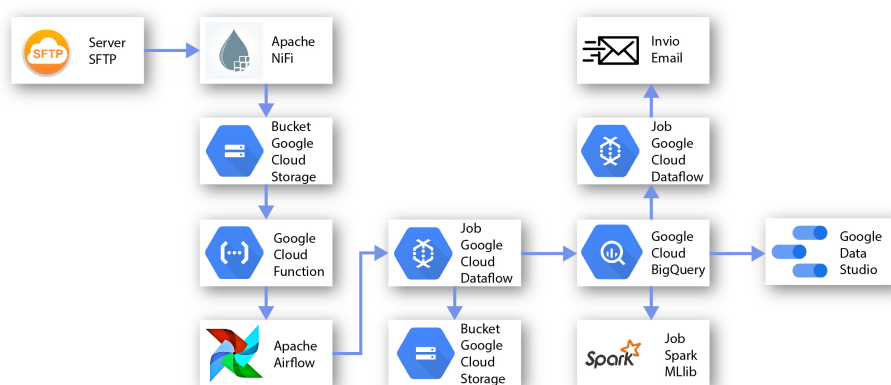 SFTP
Server
SFTP
Apache
NiFi
Invio
Email
Bucket
Google
Cloud
Storage
Job
Google
Cloud
Dataflow
Google
Cloud
Function
Job
Google
Cloud
Dataflow
Google
Cloud
BigQuery
Google
Data
Studio
Apache
Airflow
Bucket
Google
Cloud
Storage
Spark
Job
Spark
MLlib